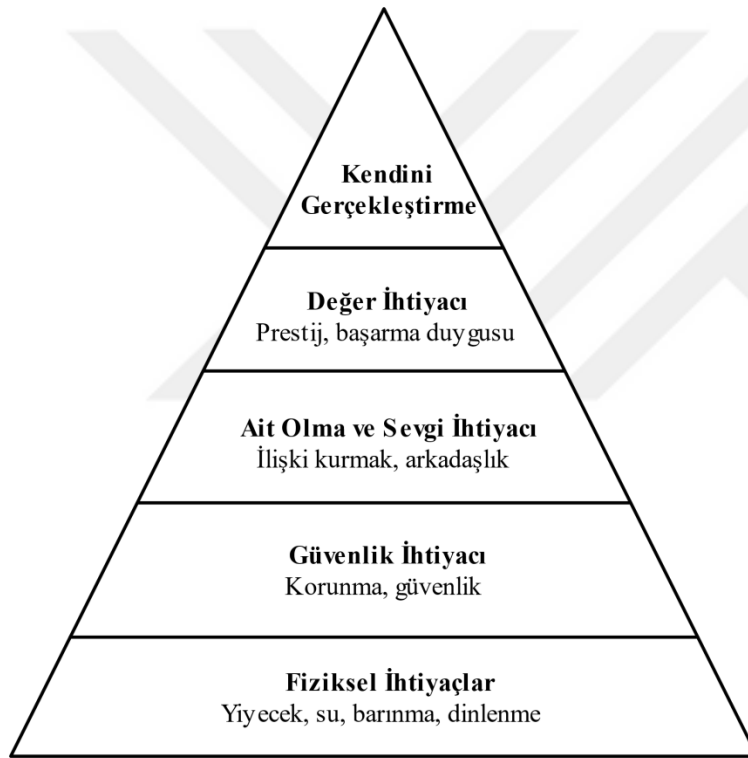 Kendini
Gerçekleştirme
Değer İhtiyacı
Prestij, başarma duygusu
Ait Olma ve Sevgi İhtiyacı
İlişki kurmak, arkadaşlık
Güvenlik İhtiyacı
Korunma, güvenlik
Fiziksel İhtiyaçlar
Yiyecek, su, barınma, dinlenme